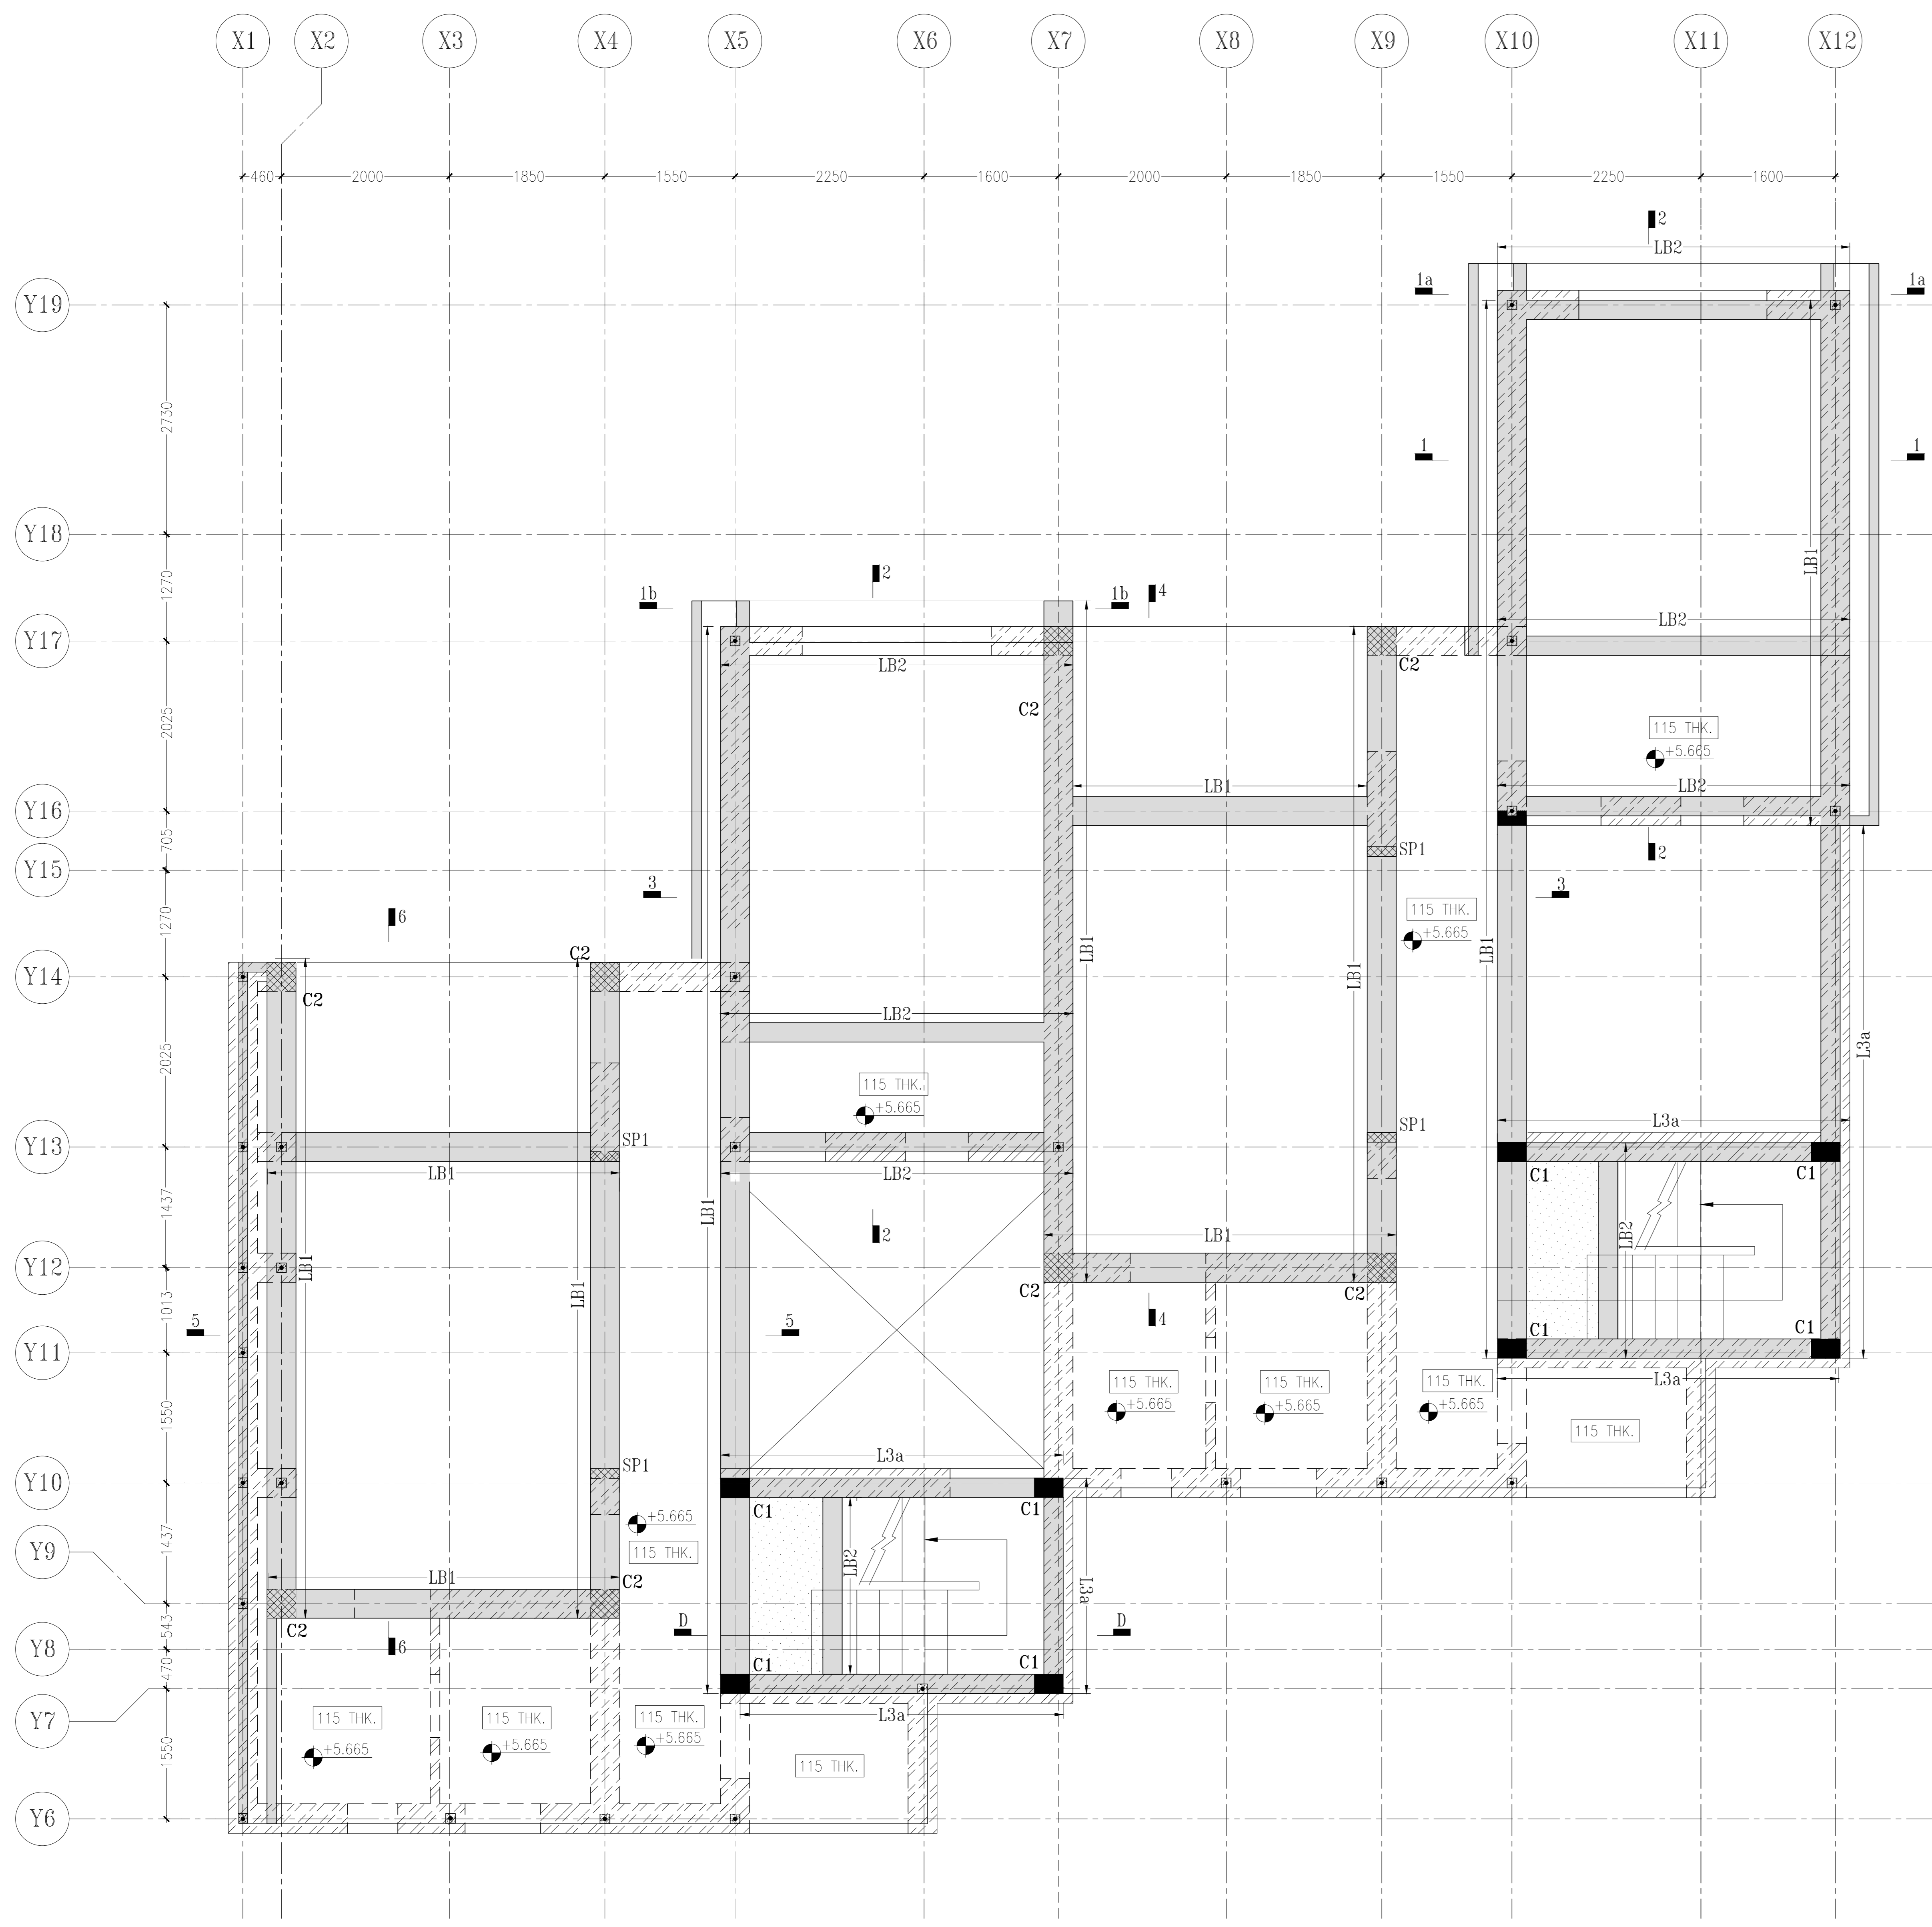 X1 X2 X3 X4 X5 X6 X7 X8 X9 X10 X11 X12
460 2000 1850 1550 2250 1600 2000 1850 1550 2250 1600
2
LB2
1a 1a
Y19
2730
1 1
Y18
1270
LB1
2 1b 1b 4
LB2
Y17
LB2 C2
2025
C2
115 THK.
+5.665
LB1 LB2
Y16
705
SP1 2
Y15
3 3
115 THK.
6
+5.665
1270
LB1 LB1 LB1
C2
Y14
C2
LB2
2025
L3a
115 THK.
+5.665
L3a
SP1
Y13
SP1
LB1 LB2
C1 C1
1437
LB1
2
LB1 LB2
Y12
LB1 LB1
C2 C2
1013
5 5 4
C1 C1
Y11
115 THK. 115 THK. 115 THK. L3a
+5.665 +5.665 +5.665
1550
115 THK.
L3a
SP1
Y10
C1 C1
+5.665
1437
115 THK.
Y9
LB2
LB1 C2
L3a
543
D D
C2
6
Y8
470
C1 C1
Y7
115 THK. 115 THK. 115 THK. L3a
+5.665 +5.665 +5.665
1550
115 THK.
Y6